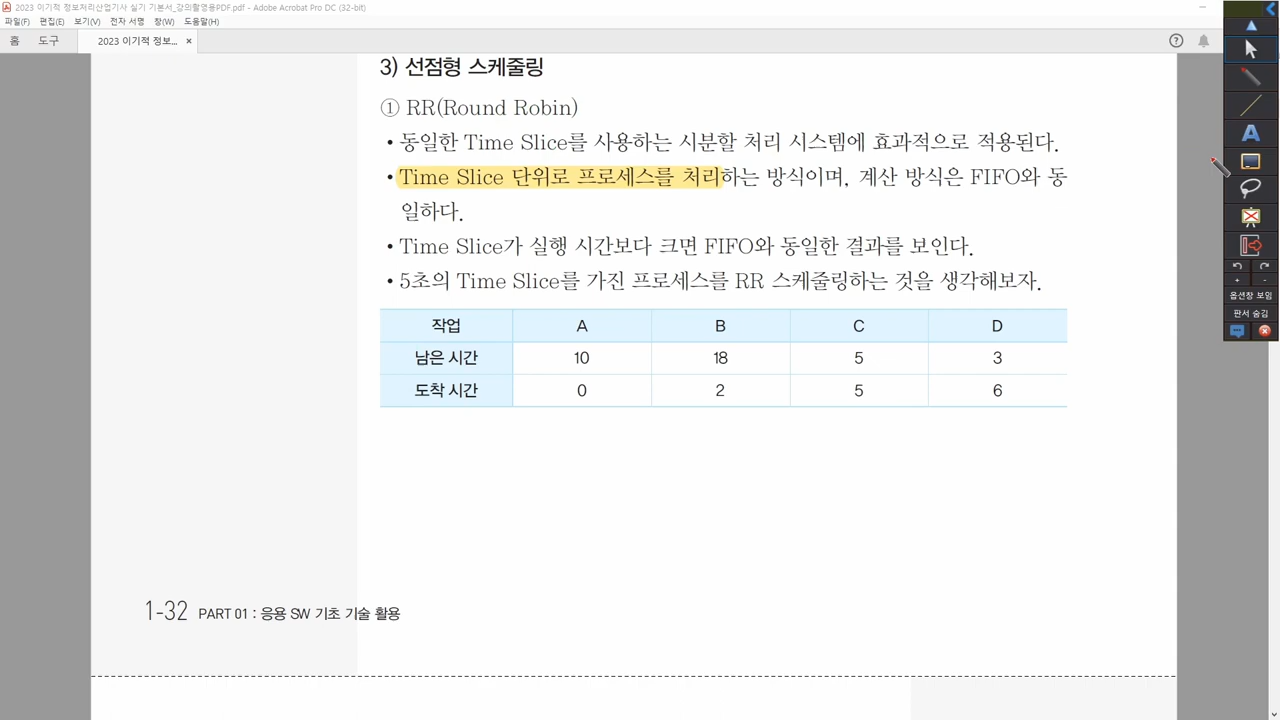 2023 이기적 정보처리산업기사 실기 기본서_강의촬영용PDF.pdf - Adobe Acrobat Pro DC (32-bit)
파일(F) 편집(E) 보기(V) 전자 서명 창(W) 도움말(H)
홈 도구 2023 이기적 정보... ×
3) 선점형 스케줄링
① RR(Round Robin)
• 동일한 Time Slice를 사용하는 시분할 처리 시스템에 효과적으로 적용된다.
• Time Slice 단위로 프로세스를 처리하는 방식이며, 계산 방식은 FIFO와 동
일하다.
• Time Slice가 실행 시간보다 크면 FIFO와 동일한 결과를 보인다.
• 5초의 Time Slice를 가진 프로세스를 RR 스케줄링하는 것을 생각해보자.
작업 A B C D
남은 시간 10 18 5 3
도착 시간 0 2 5 6
1-32 PART 01 : 응용 SW 기초 기술 활용
A
옵션창 보임
판서 숨김